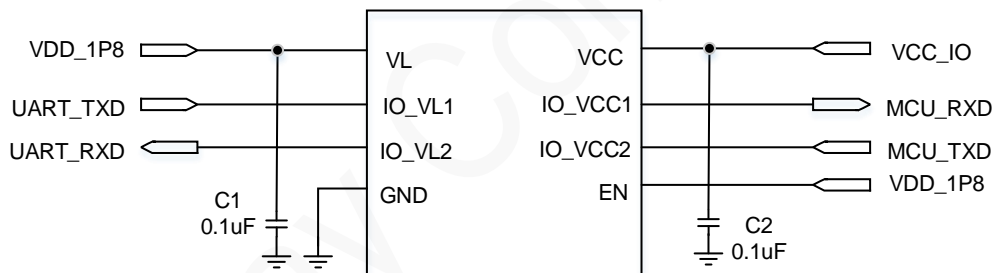 VDD_1P8 VL VCC VCC_IO
UART_TXD IO_VL1 IO_VCC1 MCU_RXD
UART_RXD IO_VL2 IO_VCC2 MCU_TXD
GND EN VDD_1P8
C1
0.1uF
C2
0.1uF